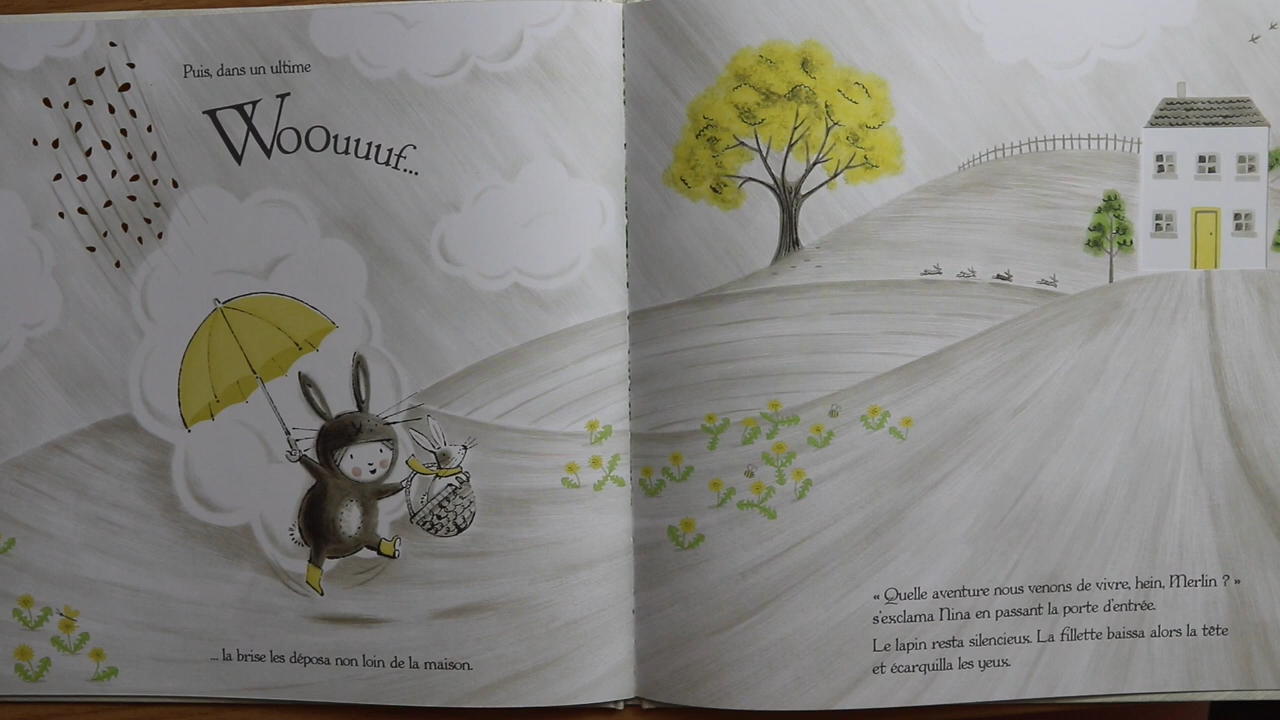 Puis, dans un ultime
Woouuuf...
... la brise les déposa non loin de la maison.
« Quelle aventure nous venons de vivre, hein, Merlin ? »
s'exclama Nina en passant la porte d'entrée.
Le lapin resta silencieux. La fillette baissa alors la tête
et écarquilla les yeux.